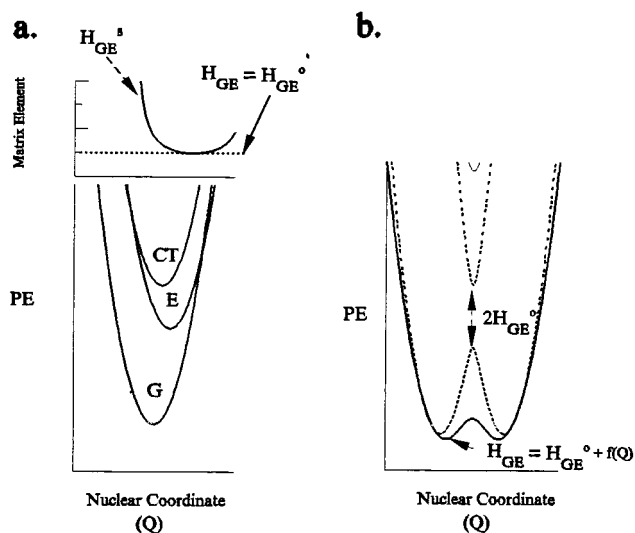 a.
H_GE^s
H_GE = H_GE^o
Matrix Element
CT
E
G
PE
Nuclear Coordinate
(Q)
b.
PE
2H_GE^o
H_GE = H_GE^o + f(Q)
Nuclear Coordinate
(Q)